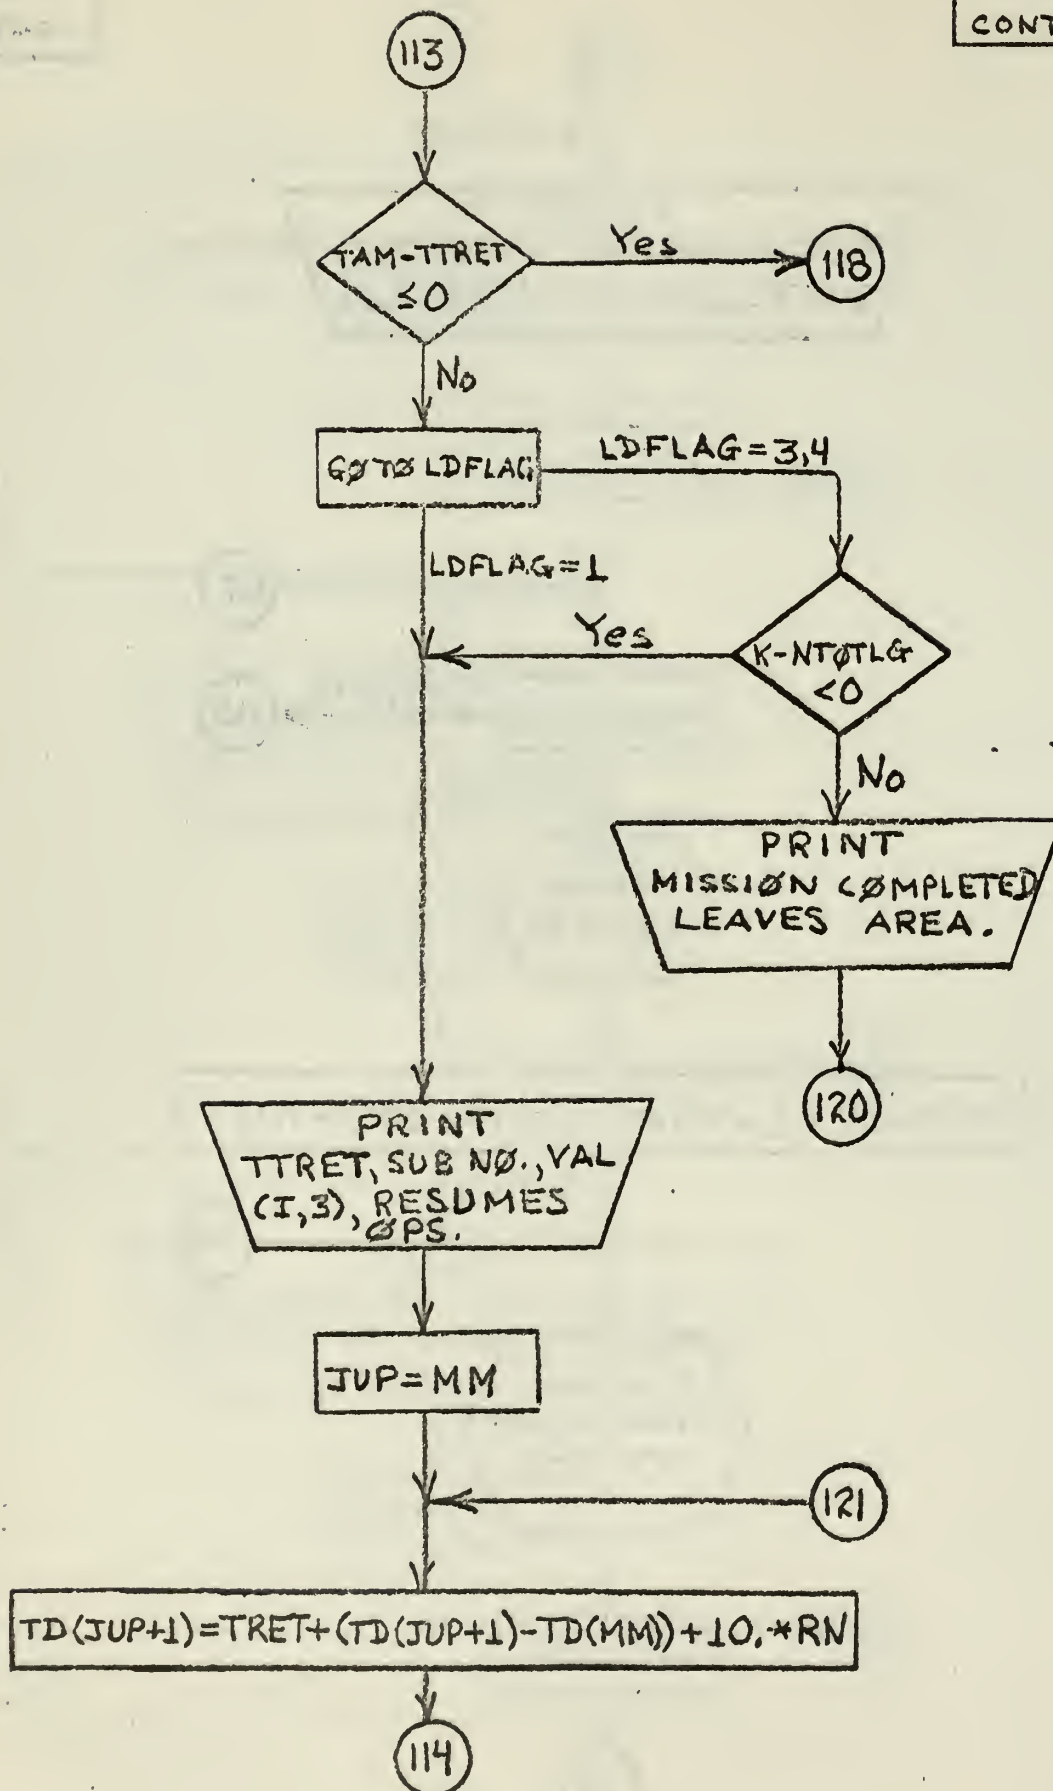 CONT
113
TAM-TTRET
≤0
Yes
118
No
GØ TØ LDFLAG
LDFLAG=3,4
LDFLAG=1
Yes
K-NTØTLG
<0
No
PRINT
MISSIØN CØMPLETED
LEAVES AREA.
120
PRINT
TTRET, SUB NØ., VAL
(I,3), RESUMES
ØPS.
JUP=MM
121
TD(JUP+1)=TRET+(TD(JUP+1)-TD(MM))+10.*RN
114